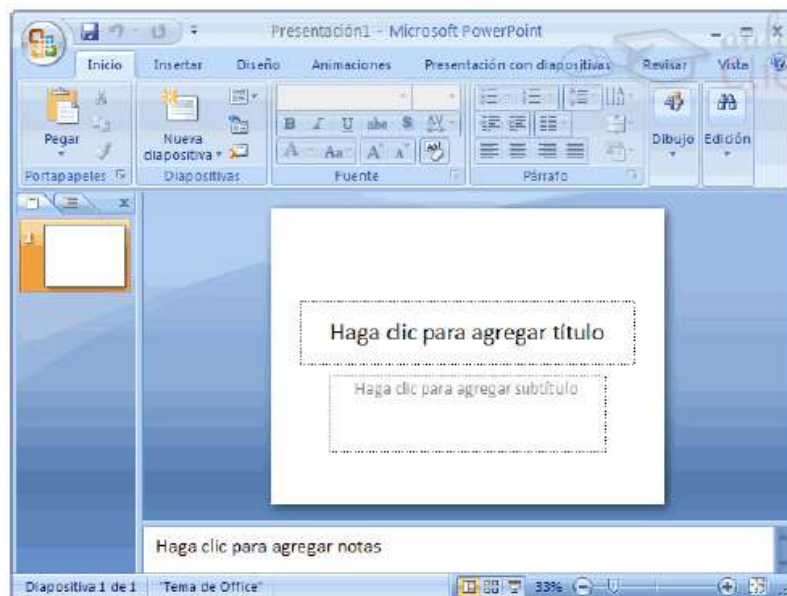 Presentación1 - Microsoft PowerPoint
Inicio Insertar Diseño Animaciones Presentación con diapositivas Revisar Vista
Pegar
Nueva diapositiva
Dibujo Edición
Portapapeles Diapositivas Fuente Párrafo
1
Haga clic para agregar título
Haga clic para agregar subtítulo
Haga clic para agregar notas
Diapositiva 1 de 1 "Tema de Office" 33%